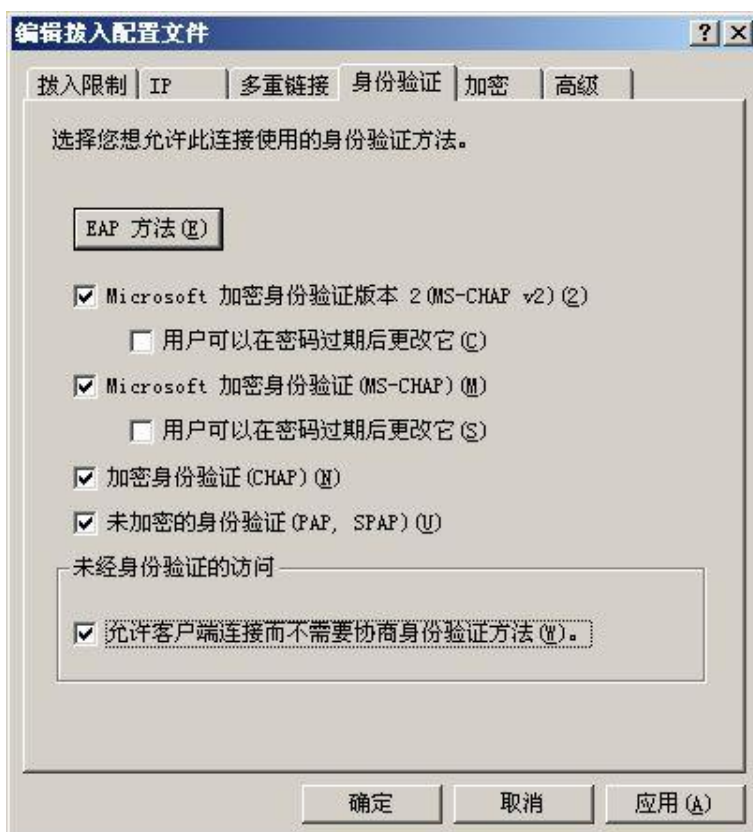 编辑拨入配置文件
拨入限制 IP 多重链接 身份验证 加密 高级
选择您想允许此连接使用的身份验证方法。
EAP 方法(E)
Microsoft 加密身份验证版本 2(MS-CHAP v2)(2)
用户可以在密码过期后更改它(C)
Microsoft 加密身份验证(MS-CHAP)(M)
用户可以在密码过期后更改它(S)
加密身份验证(CHAP)(N)
未加密的身份验证(PAP, SPAP)(U)
未经身份验证的访问
允许客户端连接而不需要协商身份验证方法(W)。
确定 取消 应用(A)